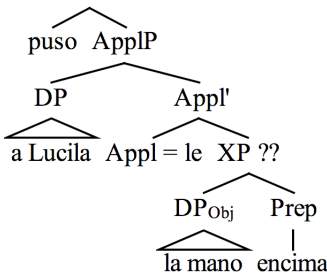 puso ApplP
DP Appl'
a Lucila Appl = le XP ??
DPObj Prep
la mano encima